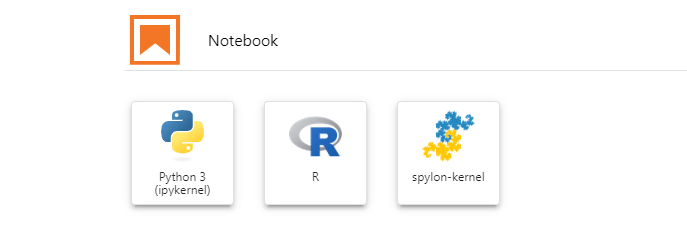 Notebook
Python 3
(ipykernel)
R
spylon-kernel